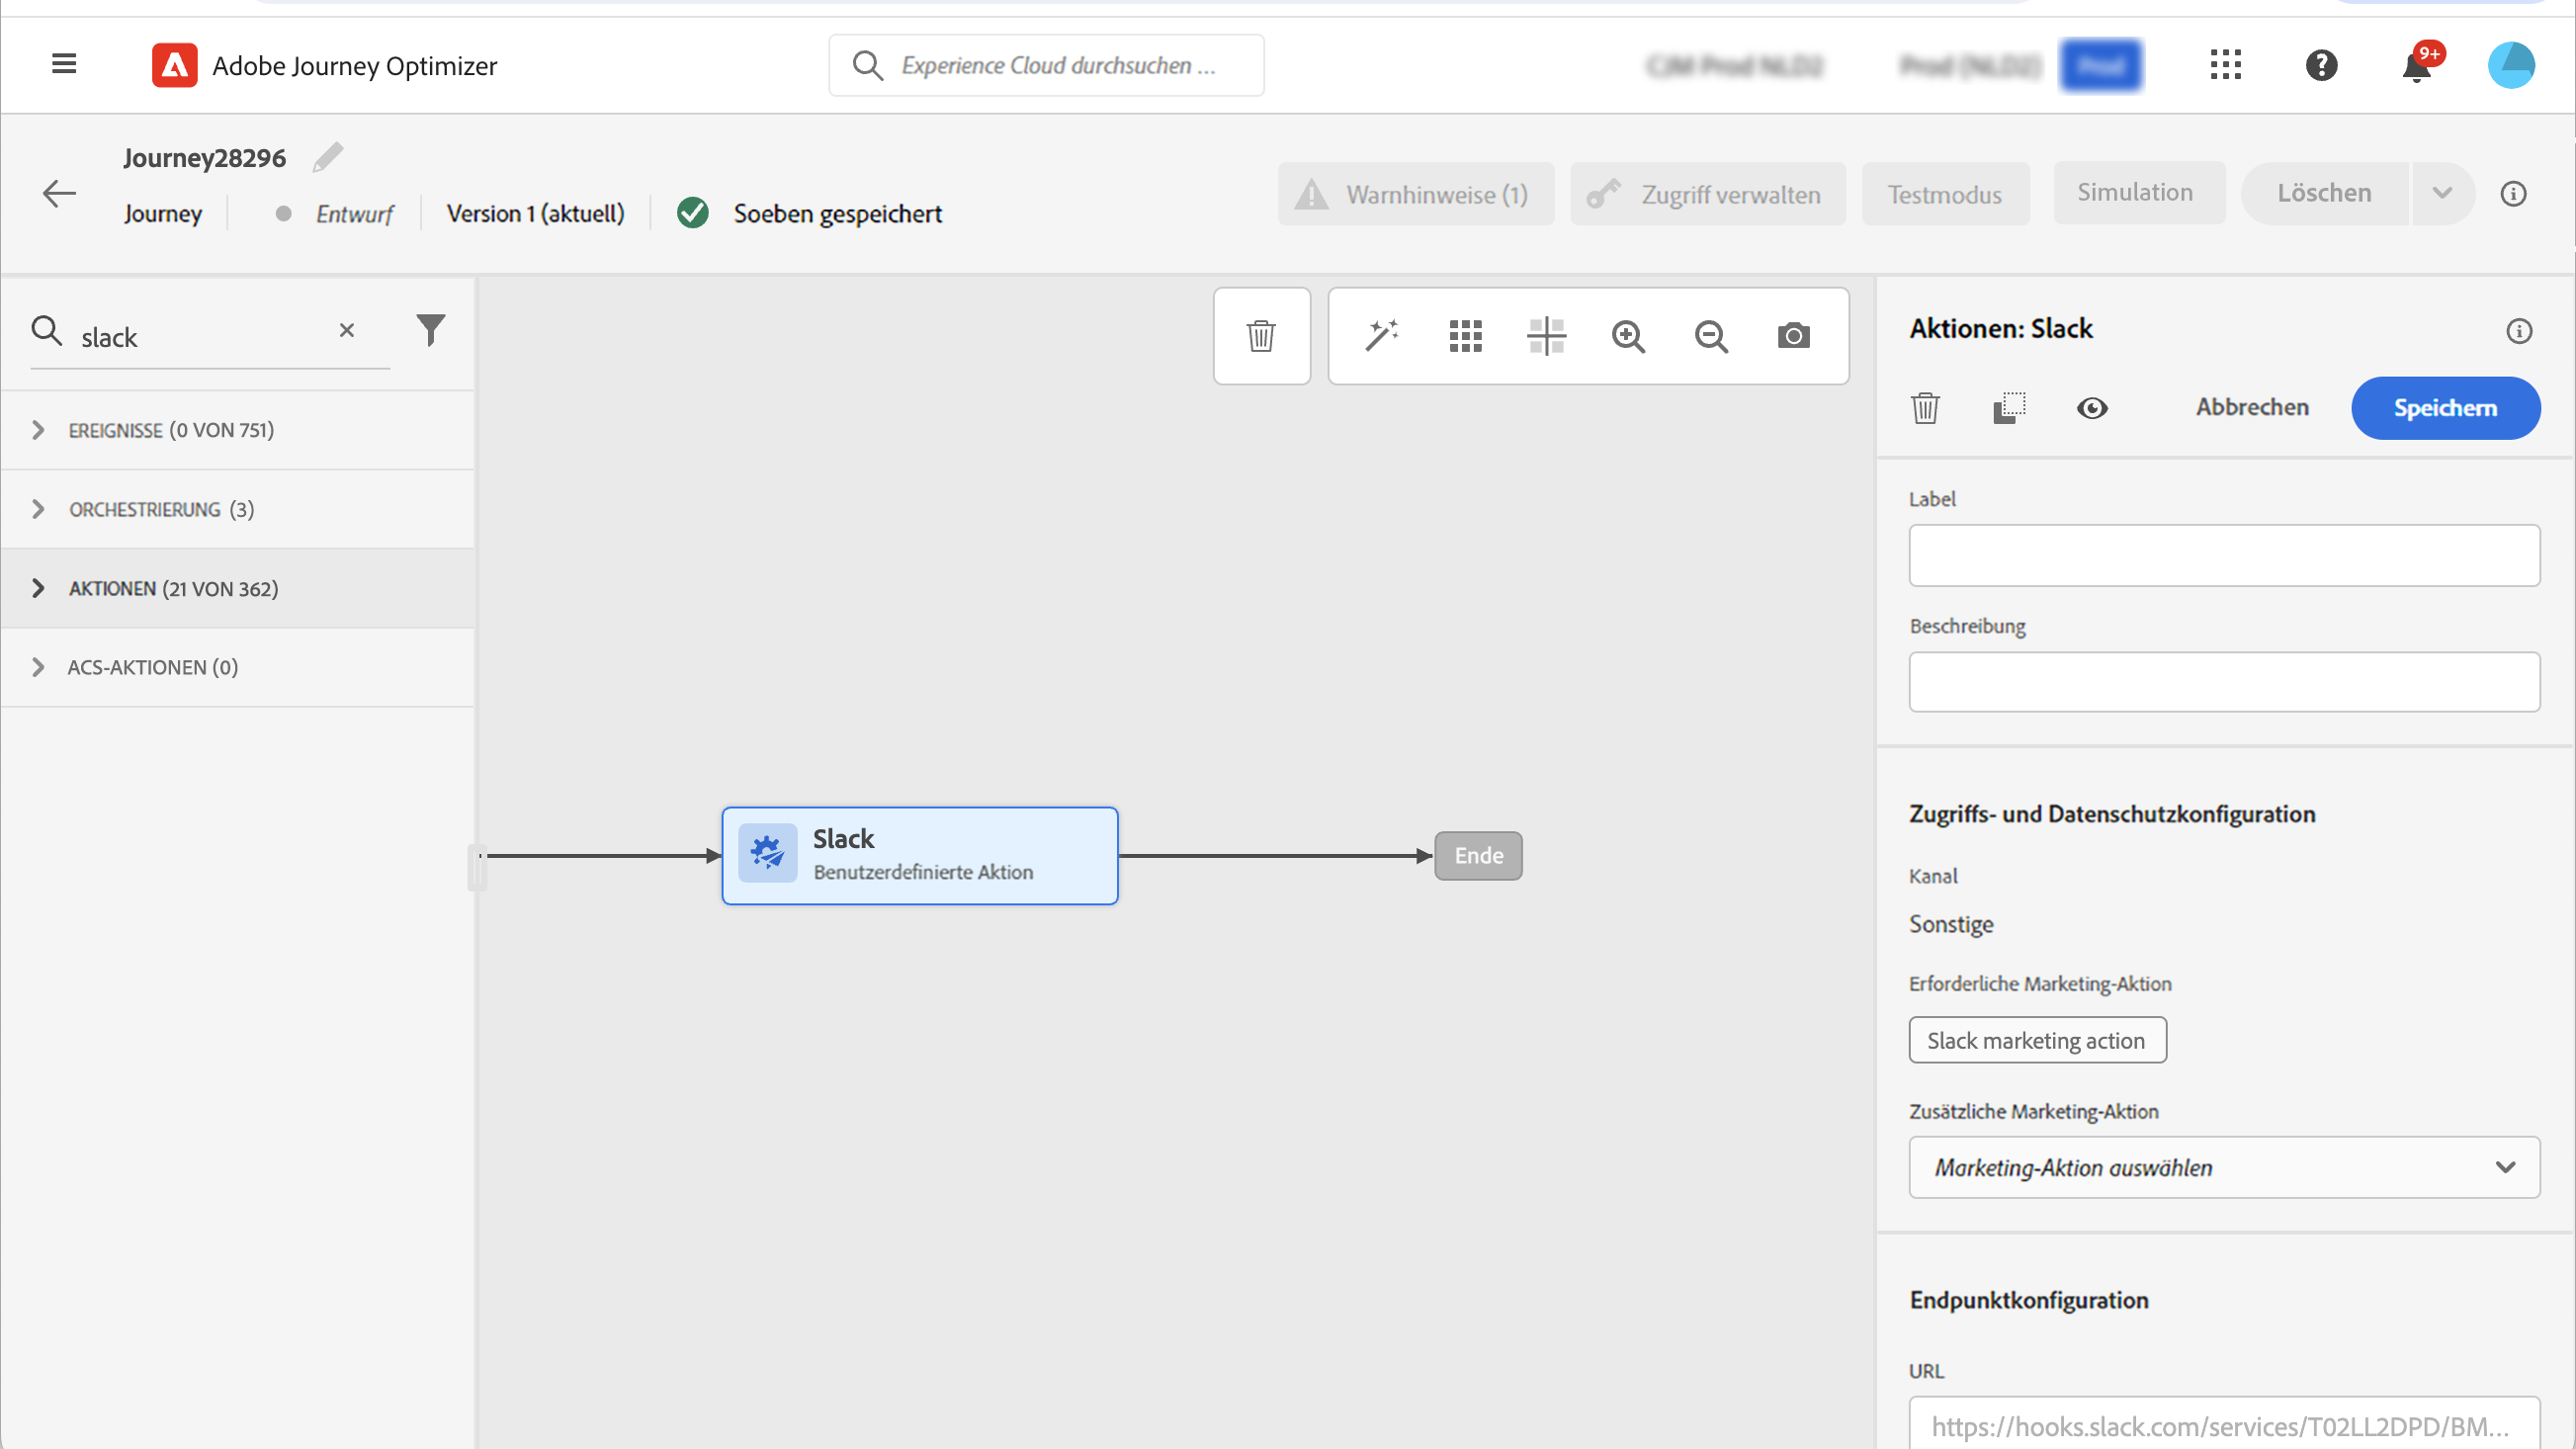 Adobe Journey Optimizer
Experience Cloud durchsuchen ...
9+
Journey28296
Journey
Entwurf
Version 1 (aktuell)
Soeben gespeichert
Warnhinweise (1)
Zugriff verwalten
Testmodus
Simulation
Löschen
slack
EREIGNISSE (0 VON 751)
ORCHESTRIERUNG (3)
AKTIONEN (21 VON 362)
ACS-AKTIONEN (0)
Slack
Benutzerdefinierte Aktion
Ende
Aktionen: Slack
Abbrechen
Speichern
Label
Beschreibung
Zugriffs- und Datenschutzkonfiguration
Kanal
Sonstige
Erforderliche Marketing-Aktion
Slack marketing action
Zusätzliche Marketing-Aktion
Marketing-Aktion auswählen
Endpunktkonfiguration
URL
https://hooks.slack.com/services/T02LL2DPD/BM...